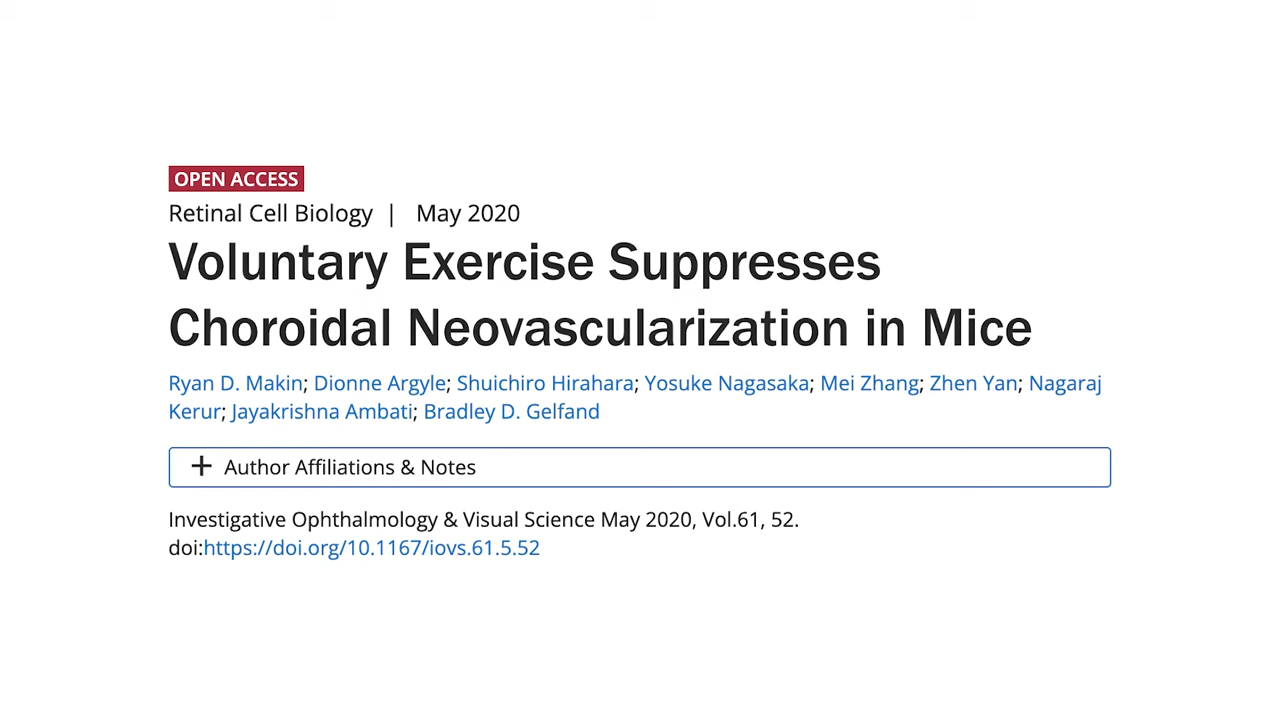 OPEN ACCESS
Retinal Cell Biology | May 2020
Voluntary Exercise Suppresses
Choroidal Neovascularization in Mice
Ryan D. Makin; Dionne Argyle; Shuichiro Hirahara; Yosuke Nagasaka; Mei Zhang; Zhen Yan; Nagaraj
Kerur; Jayakrishna Ambati; Bradley D. Gelfand
+ Author Affiliations & Notes
Investigative Ophthalmology & Visual Science May 2020, Vol.61, 52.
doi:https://doi.org/10.1167/iovs.61.5.52